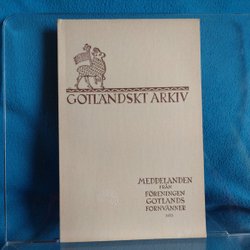 GOTLÄNDSKT ARKIV
MEDDELANDEN
FRÅN
FÖRENINGEN
GOTLANDS
FORNVÄNNER